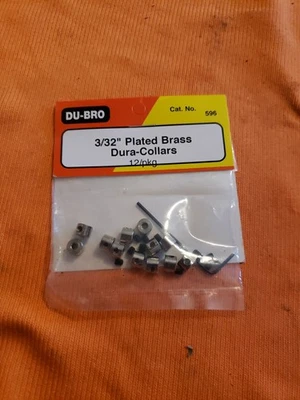 DU-BRO
Cat. No. 596
3/32" Plated Brass
Dura-Collars
12/pkg